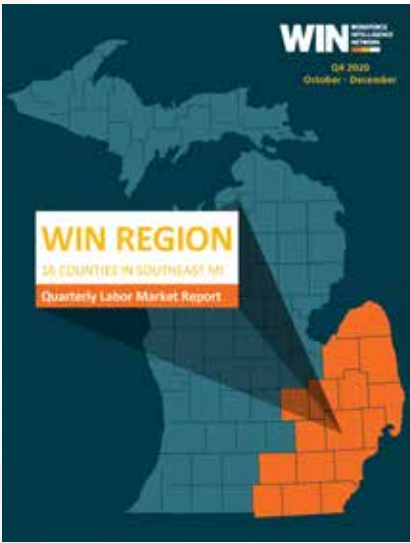 WIN WORKFORCE
INTELLIGENCE
NETWORK
Q4 2020
October - December
WIN REGION
16 COUNTIES IN SOUTHEAST MI
Quarterly Labor Market Report